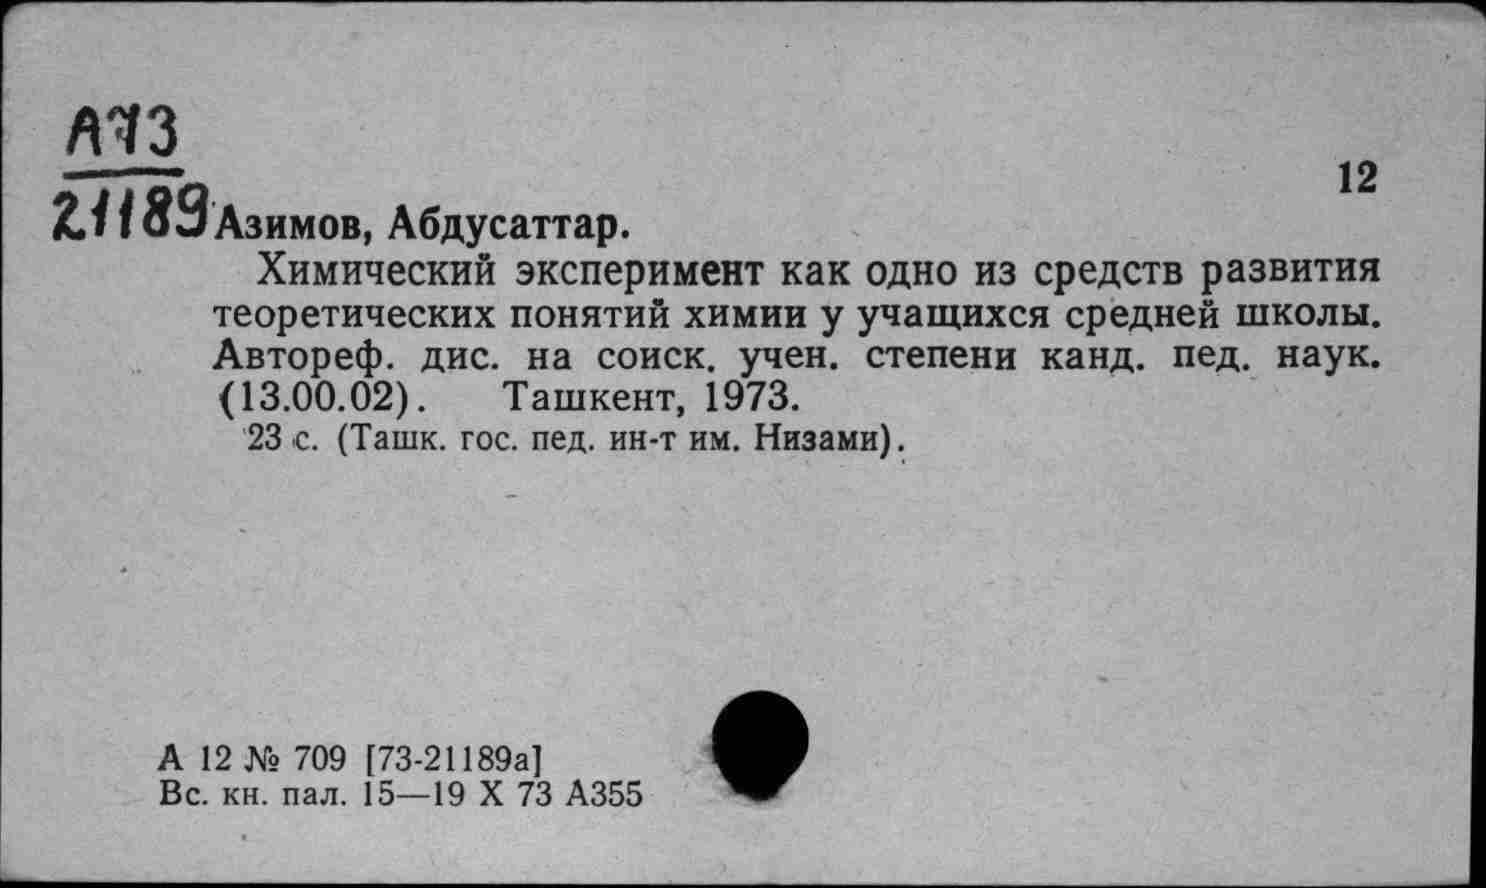 А73
12
21189
Азимов, Абдусаттар.
Химический эксперимент как одно из средств развития
теоретических понятий химии у учащихся средней школы.
Автореф. дис. на соиск. учен. степени канд. пед. наук.
(13.00.02). Ташкент, 1973.
23 с. (Ташк. гос. пед. ин-т им. Низами).
А 12 № 709 [73-21189а]
Вс. кн. пал. 15—19 X 73 А355